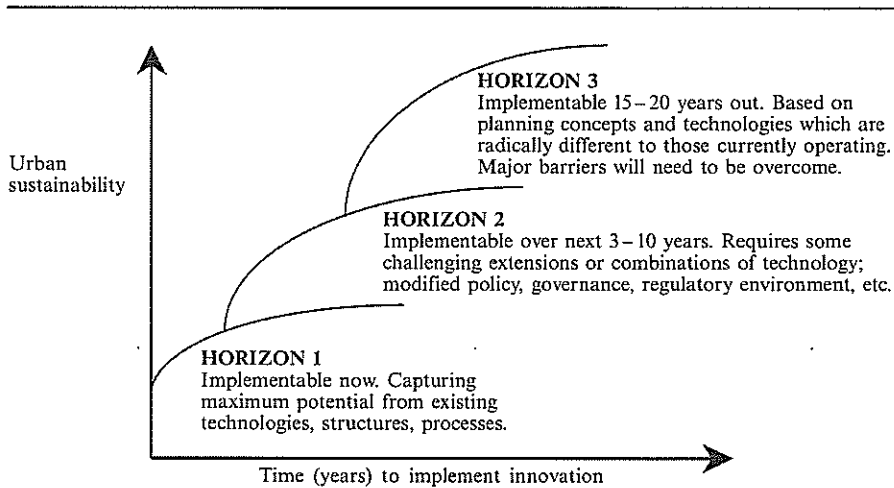 HORIZON 3
Implementable 15–20 years out. Based on
planning concepts and technologies which are
radically different to those currently operating.
Major barriers will need to be overcome.
Urban
sustainability
HORIZON 2
Implementable over next 3–10 years. Requires some
challenging extensions or combinations of technology;
modified policy, governance, regulatory environment, etc.
HORIZON 1
Implementable now. Capturing
maximum potential from existing
technologies, structures, processes.
Time (years) to implement innovation